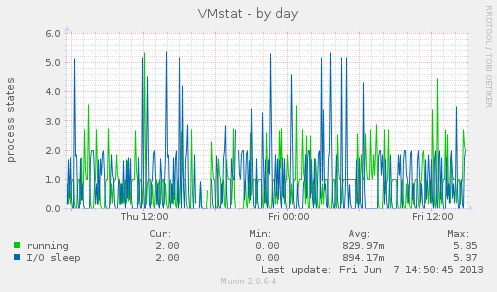 VMstat - by day
RRDTOOL / TOBI OETIKER
process states
6.0
5.0
4.0
3.0
2.0
1.0
0.0
Thu 12:00 Fri 00:00 Fri 12:00
Cur: Min: Avg: Max:
running 2.00 0.00 829.97m 5.35
I/O sleep 2.00 0.00 894.17m 5.37
Last update: Fri Jun 7 14:50:45 2013
Munin 2.0.6-4